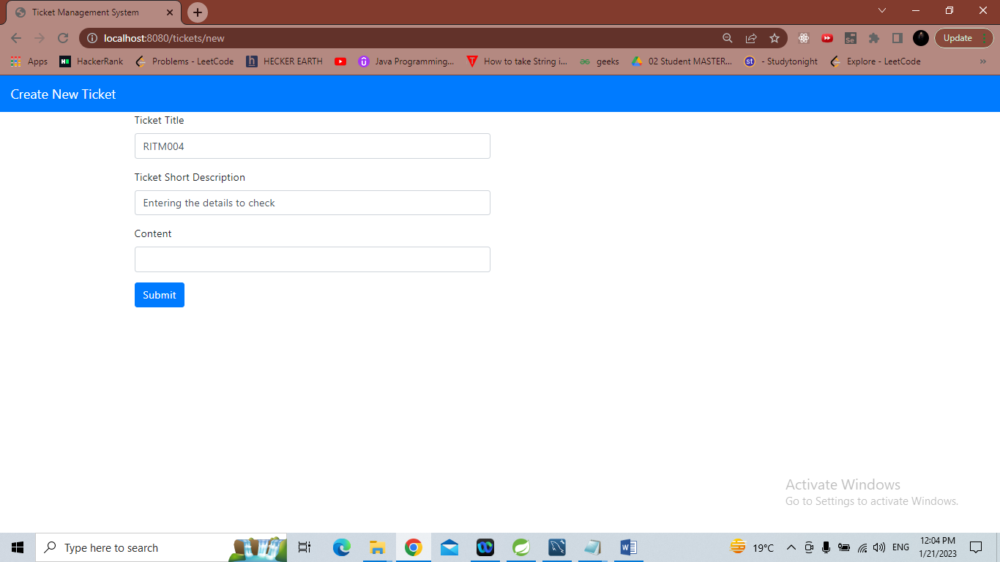 Ticket Management System
localhost:8080/tickets/new
Update
Apps
HackerRank
Problems - LeetCode
HECKER EARTH
Java Programming...
How to take String i...
geeks
02 Student MASTER...
- Studytonight
Explore - LeetCode
Create New Ticket
Ticket Title
RITM004
Ticket Short Description
Entering the details to check
Content
Submit
Activate Windows
Go to Settings to activate Windows.
Type here to search
19°C
ENG
12:04 PM
1/21/2023